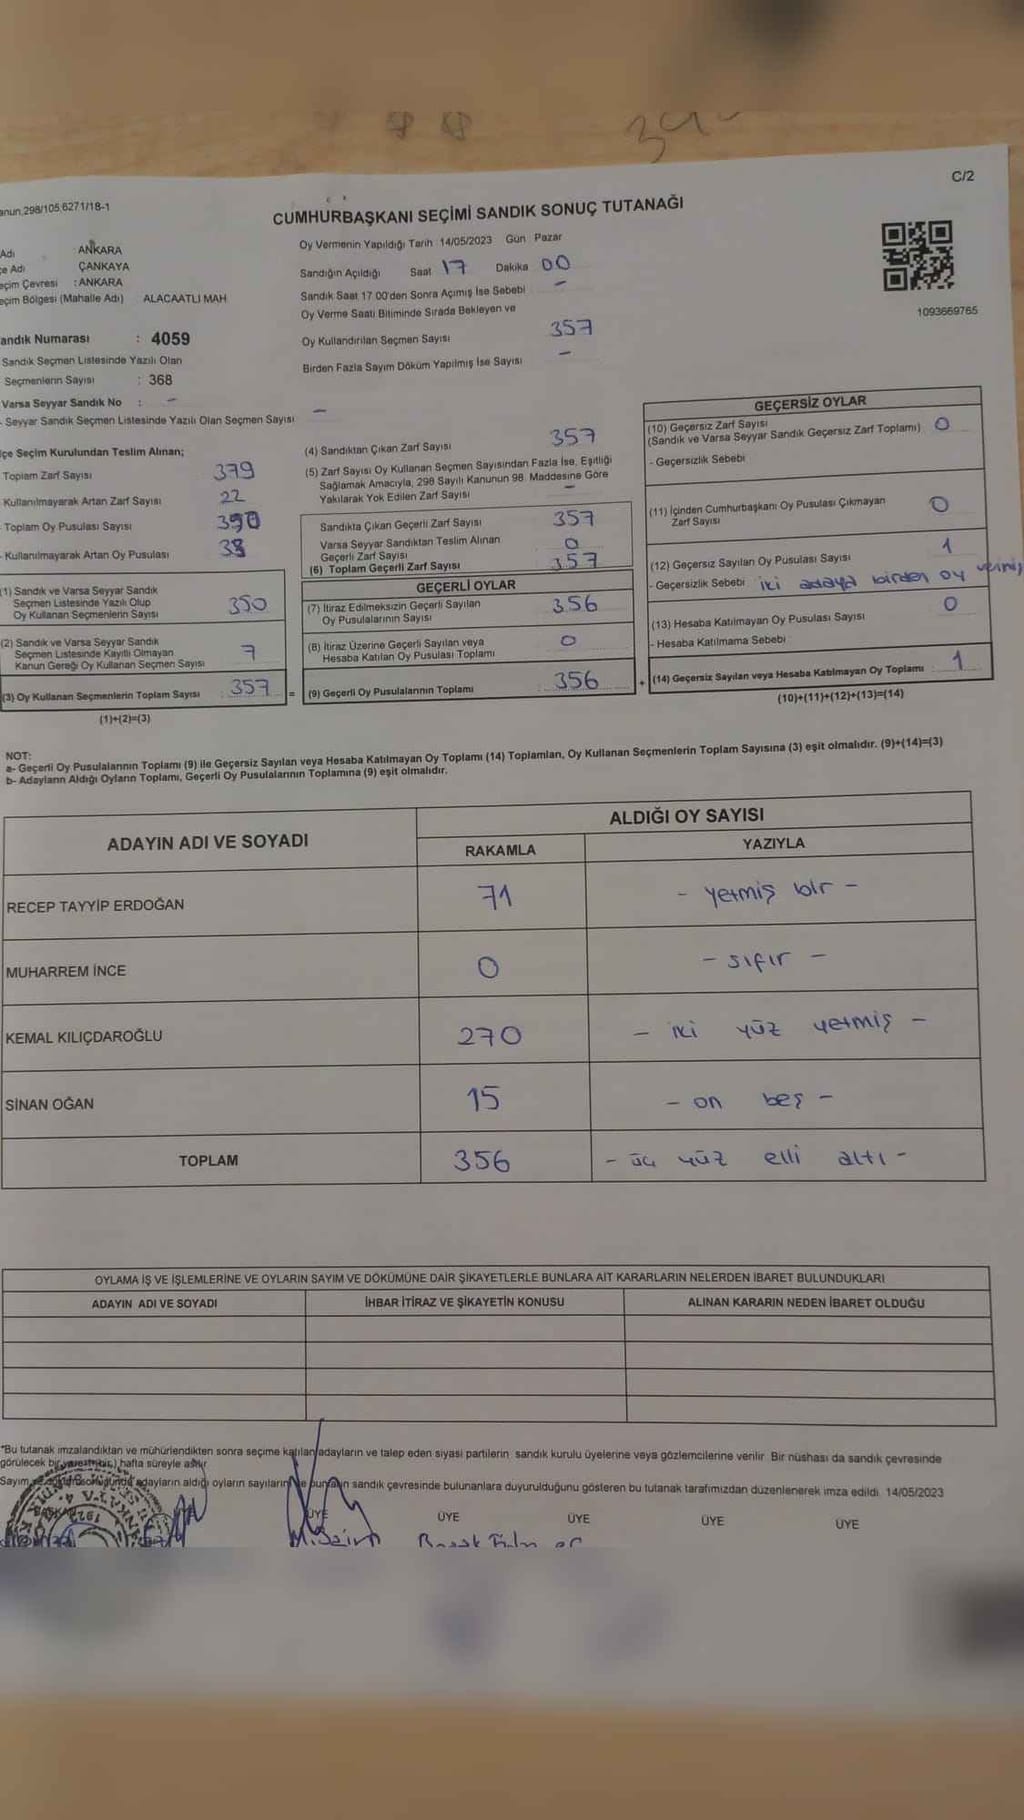 C/2
298/105,6271/18-1
CUMHURBAŞKANI SEÇİMİ SANDIK SONUÇ TUTANAĞI
Adı ANKARA
Adı ÇANKAYA
Çevresi : ANKARA
Bölgesi (Mahalle Adı) ALACAATLI MAH
Sandık Numarası : 4059
Sandık Seçmen Listesinde Yazılı Olan
Seçmenlerin Sayısı : 368
Varsa Seyyar Sandık No : -
- Seyyar Sandık Seçmen Listesinde Yazılı Olan Seçmen Sayısı -
Oy Vermenin Yapıldığı Tarih : 14/05/2023 Gün Pazar
Sandığın Açıldığı Saat 17 Dakika 00
Sandık Saat 17 00'den Sonra Açımış İse Sebebi -
Oy Verme Saati Bitiminde Sırada Bekleyen ve
Oy Kullandırılan Seçmen Sayısı 357
Birden Fazla Sayım Döküm Yapılmış İse Sayısı -
1093669765
Seçim Kurulundan Teslim Alınan;
Toplam Zarf Sayısı 379
Kullanılmayarak Artan Zarf Sayısı 22
Toplam Oy Pusulası Sayısı 390
- Kullanılmayarak Artan Oy Pusulası
(1) Sandık ve Varsa Seyyar Sandık
Seçmen Listesinde Yazılı Olup
Oy Kullanan Seçmenlerin Sayısı 350
(2) Sandık ve Varsa Seyyar Sandık
Seçmen Listesinde Kayıtlı Olmayan
Kanun Gereği Oy Kullanan Seçmen Sayısı 7
(3) Oy Kullanan Seçmenlerin Toplam Sayısı 357 =
(1)+(2)=(3)
(4) Sandıktan Çıkan Zarf Sayısı 357
(5) Zarf Sayısı Oy Kullanan Seçmen Sayısından Fazla İse, Eşitliği
Sağlamak Amacıyla, 298 Sayılı Kanunun 98. Maddesine Göre
Yakılarak Yok Edilen Zarf Sayısı -
Sandıkta Çıkan Geçerli Zarf Sayısı 357
Varsa Seyyar Sandıktan Teslim Alınan
Geçerli Zarf Sayısı 0
(6) Toplam Geçerli Zarf Sayısı 357
GEÇERLİ OYLAR
(7) İtiraz Edilmeksizin Geçerli Sayılan
Oy Pusulalarının Sayısı 356
(8) İtiraz Üzerine Geçerli Sayılan veya
Hesaba Katılan Oy Pusulası Toplamı 0
(9) Geçerli Oy Pusulalarının Toplamı 356 +
GEÇERSİZ OYLAR
(10) Geçersiz Zarf Sayısı
(Sandık ve Varsa Seyyar Sandık Geçersiz Zarf Toplamı) 0
- Geçersizlik Sebebi
(11) İçinden Cumhurbaşkanı Oy Pusulası Çıkmayan
Zarf Sayısı 0
(12) Geçersiz Sayılan Oy Pusulası Sayısı 1
- Geçersizlik Sebebi iki adaya birden oy vermiş
(13) Hesaba Katılmayan Oy Pusulası Sayısı 0
- Hesaba Katılmama Sebebi
(14) Geçersiz Sayılan veya Hesaba Katılmayan Oy Toplamı 1
(10)+(11)+(12)+(13)=(14)
NOT:
a- Geçerli Oy Pusulalarının Toplamı (9) ile Geçersiz Sayılan veya Hesaba Katılmayan Oy Toplamı (14) Toplamları, Oy Kullanan Seçmenlerin Toplam Sayısına (3) eşit olmalıdır. (9)+(14)=(3)
b- Adayların Aldığı Oyların Toplamı, Geçerli Oy Pusulalarının Toplamına (9) eşit olmalıdır.
ADAYIN ADI VE SOYADI ALDIĞI OY SAYISI
RAKAMLA YAZIYLA
RECEP TAYYİP ERDOĞAN 71 - yetmiş bir -
MUHARREM İNCE 0 - sıfır -
KEMAL KILIÇDAROĞLU 270 - iki yüz yetmiş -
SİNAN OĞAN 15 - on beş -
TOPLAM 356 - üç yüz elli altı -
OYLAMA İŞ VE İŞLEMLERİNE VE OYLARIN SAYIM VE DÖKÜMÜNE DAİR ŞİKAYETLERLE BUNLARA AİT KARARLARIN NELERDEN İBARET BULUNDUKLARI
ADAYIN ADI VE SOYADI İHBAR İTİRAZ VE ŞİKAYETİN KONUSU ALINAN KARARIN NEDEN İBARET OLDUĞU
*Bu tutanak imzalandıktan ve mühürlendikten sonra seçime katılan adayların ve talep eden siyasi partilerin sandık kurulu üyelerine veya gözlemcilerine verilir. Bir nüshası da sandık çevresinde
görülecek bir hafta süreyle asılır
adayların aldığı oyların sayılarını ve bunların sandık çevresinde bulunanlara duyurulduğunu gösteren bu tutanak tarafımızdan düzenlenerek imza edildi. 14/05/2023
BAŞKAN ÜYE ÜYE ÜYE ÜYE ÜYE